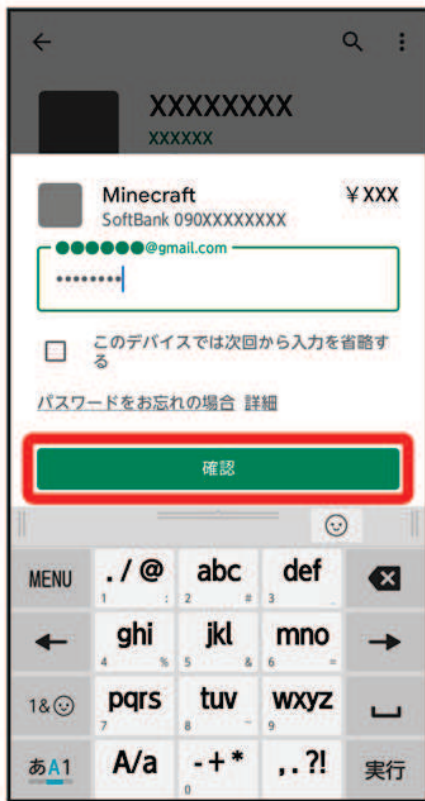 XXXXXXXX
XXXXXX
Minecraft ¥XXX
SoftBank 090XXXXXXXX
●●●●●●@gmail.com
••••••••
このデバイスでは次回から入力を省略す
る
パスワードをお忘れの場合 詳細
確認
MENU ./@ abc def
1 : 2 # 3 _
ghi jkl mno
4 % 5 & 6 =
1&☺ pqrs tuv wxyz
7 8 ~ 9
あA1 A/a -+* ,.?! 実行
0